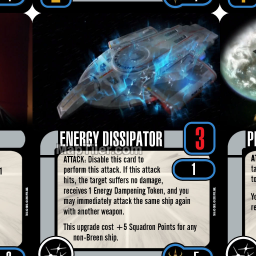 ENERGY DISSIPATOR
3
ATTACK: Disable this card to
perform this attack. If this attack
hits, the target suffers no damage,
receives 1 Energy Dampening Token, and you
may immediately attack the same ship again
with another weapon.
1
This upgrade cost +5 Squadron Points for any
non-Breen ship.